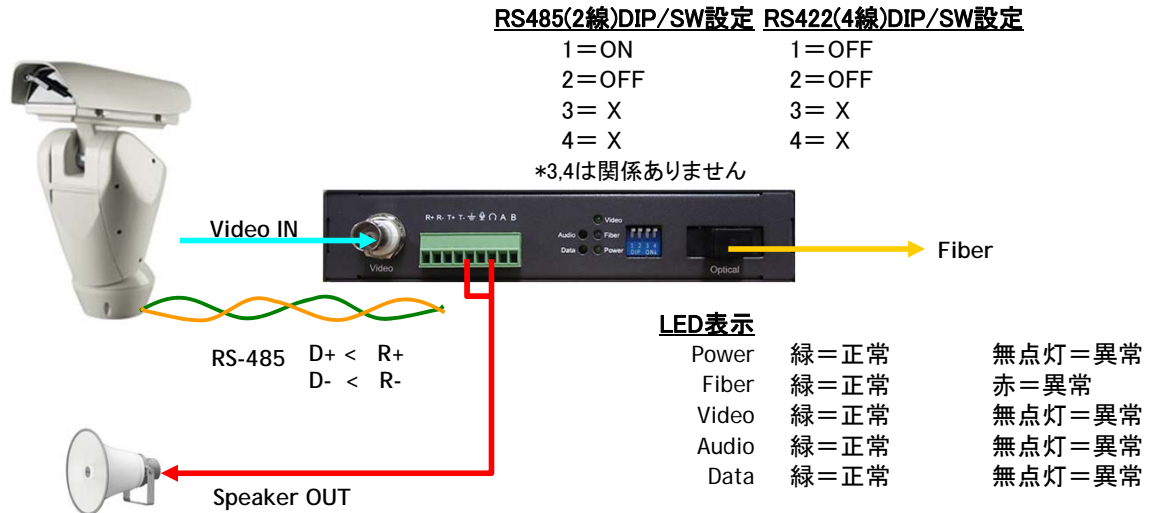 RS485(2線)DIP/SW設定 RS422(4線)DIP/SW設定
1＝ON 1＝OFF
2＝OFF 2＝OFF
3＝ X 3＝ X
4＝ X 4＝ X
*3,4は関係ありません
Video IN
R+ R- T+ T- A B
Video
Audio Fiber
Data Power
1 2 3 4
Video
Optical
Fiber
RS-485 D+ < R+
D- < R-
LED表示
Power 緑＝正常 無点灯＝異常
Fiber 緑＝正常 赤＝異常
Video 緑＝正常 無点灯＝異常
Audio 緑＝正常 無点灯＝異常
Data 緑＝正常 無点灯＝異常
Speaker OUT